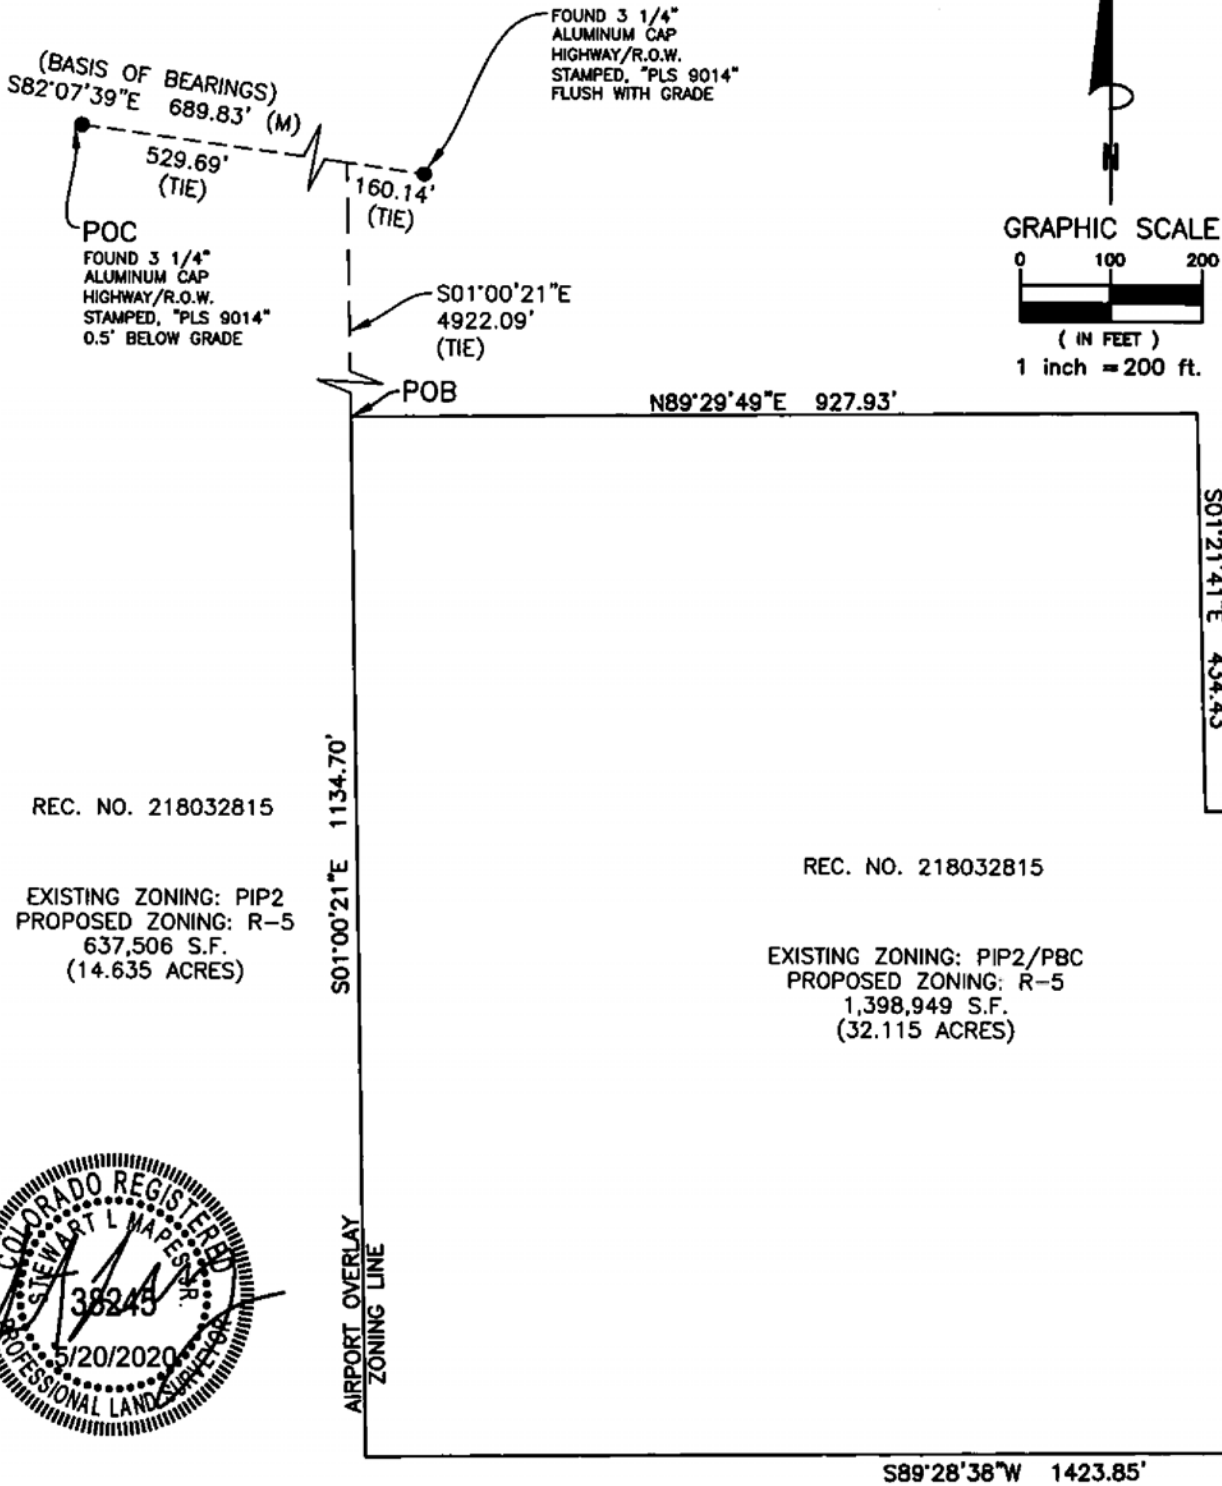 FOUND 3 1/4"
ALUMINUM CAP
HIGHWAY/R.O.W.
STAMPED, "PLS 9014"
FLUSH WITH GRADE
(BASIS OF BEARINGS)
S82°07'39"E 689.83' (M)
529.69'
(TIE)
160.14'
(TIE)
POC
FOUND 3 1/4"
ALUMINUM CAP
HIGHWAY/R.O.W.
STAMPED, "PLS 9014"
0.5' BELOW GRADE
N
GRAPHIC SCALE
0 100 200
( IN FEET )
1 inch = 200 ft.
S01°00'21"E
4922.09'
(TIE)
POB
N89°29'49"E 927.93'
S01°21'41"E 434.43
S01°00'21"E 1134.70'
REC. NO. 218032815
EXISTING ZONING: PIP2
PROPOSED ZONING: R-5
637,506 S.F.
(14.635 ACRES)
REC. NO. 218032815
EXISTING ZONING: PIP2/PBC
PROPOSED ZONING: R-5
1,398,949 S.F.
(32.115 ACRES)
COLORADO REGISTERED
STEWART L MAPES JR.
38245
5/20/2020
PROFESSIONAL LAND SURVEYOR
AIRPORT OVERLAY
ZONING LINE
S89°28'38"W 1423.85'